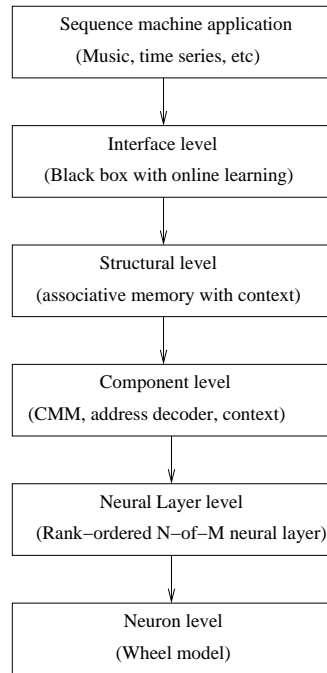 Sequence machine application
(Music, time series, etc)
Interface level
(Black box with online learning)
Structural level
(associative memory with context)
Component level
(CMM, address decoder, context)
Neural Layer level
(Rank−ordered N−of−M neural layer)
Neuron level
(Wheel model)